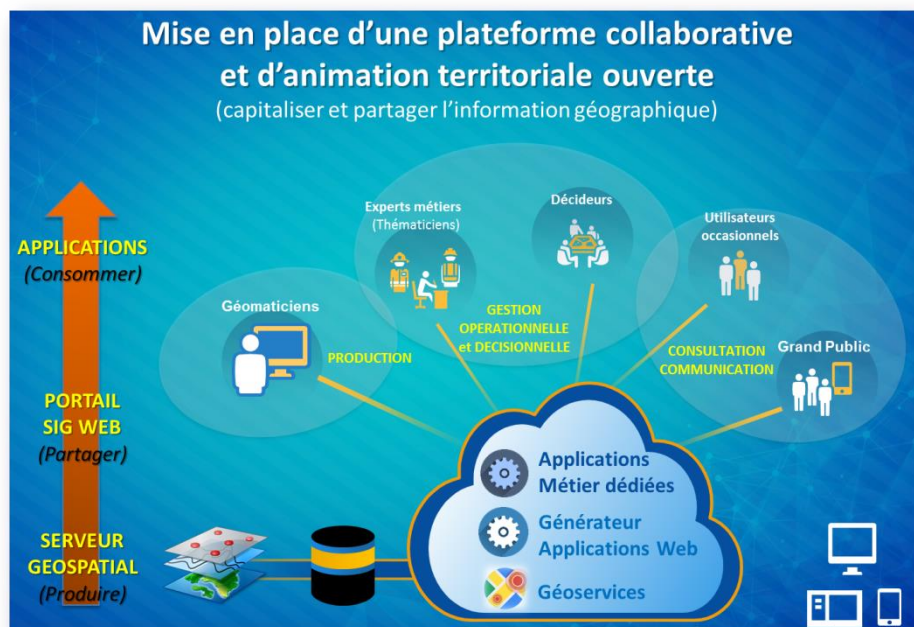 Mise en place d’une plateforme collaborative
et d’animation territoriale ouverte
(capitaliser et partager l’information géographique)
APPLICATIONS
(Consommer)
PORTAIL
SIG WEB
(Partager)
SERVEUR
GEOSPATIAL
(Produire)
Géomaticiens
PRODUCTION
Experts métiers
(Thématiciens)
Décideurs
GESTION
OPERATIONNELLE
et DECISIONNELLE
Utilisateurs
occasionnels
CONSULTATION
COMMUNICATION
Grand Public
Applications
Métier dédiées
Générateur
Applications Web
Géoservices